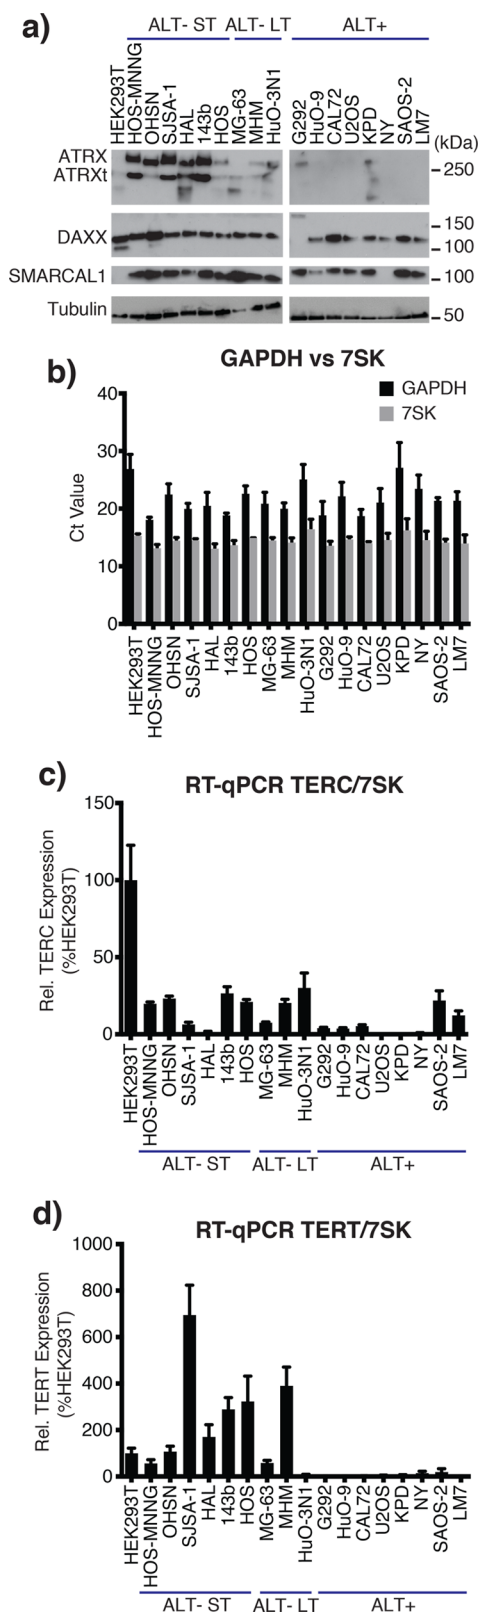 a)
ALT- ST
ALT- LT
ALT+
HEK293T
HOS-MNNG
OHSN
SJSA-1
HAL
143b
HOS
MG-63
MHM
HuO-3N1
G292
HuO-9
CAL72
U2OS
KPD
NY
SAOS-2
LM7
(kDa)
ATRX
ATRXt
250
DAXX
150
100
SMARCAL1
100
Tubulin
50
b)
GAPDH vs 7SK
GAPDH
7SK
Ct Value
40
30
20
10
0
HEK293T
HOS-MNNG
OHSN
SJSA-1
HAL
143b
HOS
MG-63
MHM
HuO-3N1
G292
HuO-9
CAL72
U2OS
KPD
NY
SAOS-2
LM7
c)
RT-qPCR TERC/7SK
Rel. TERC Expression
(%HEK293T)
150
100
50
0
HEK293T
HOS-MNNG
OHSN
SJSA-1
HAL
143b
HOS
MG-63
MHM
HuO-3N1
G292
HuO-9
CAL72
U2OS
KPD
NY
SAOS-2
LM7
ALT- ST
ALT- LT
ALT+
d)
RT-qPCR TERT/7SK
Rel. TERT Expression
(%HEK293T)
1000
800
600
400
200
0
HEK293T
HOS-MNNG
OHSN
SJSA-1
HAL
143b
HOS
MG-63
MHM
HuO-3N1
G292
HuO-9
CAL72
U2OS
KPD
NY
SAOS-2
LM7
ALT- ST
ALT- LT
ALT+